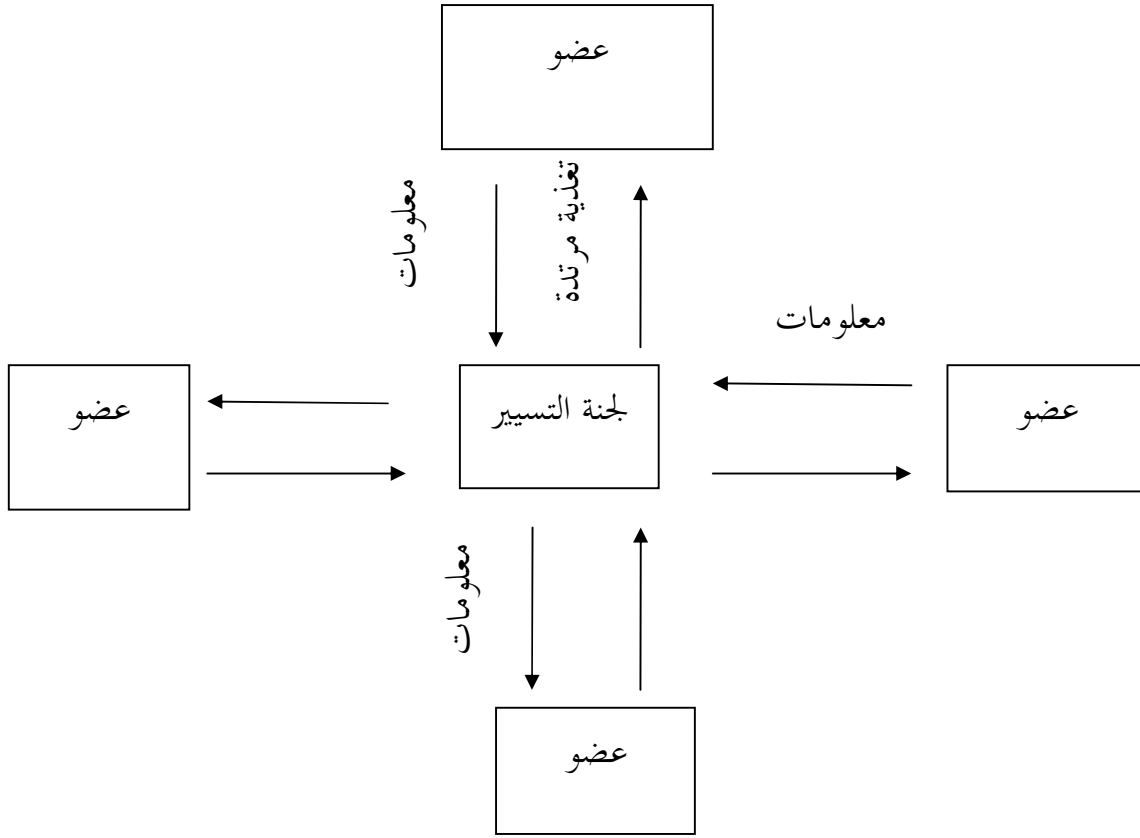 عضو
معلومات
تغذية مرتدة
معلومات
عضو
لجنة التسيير
عضو
معلومات
عضو